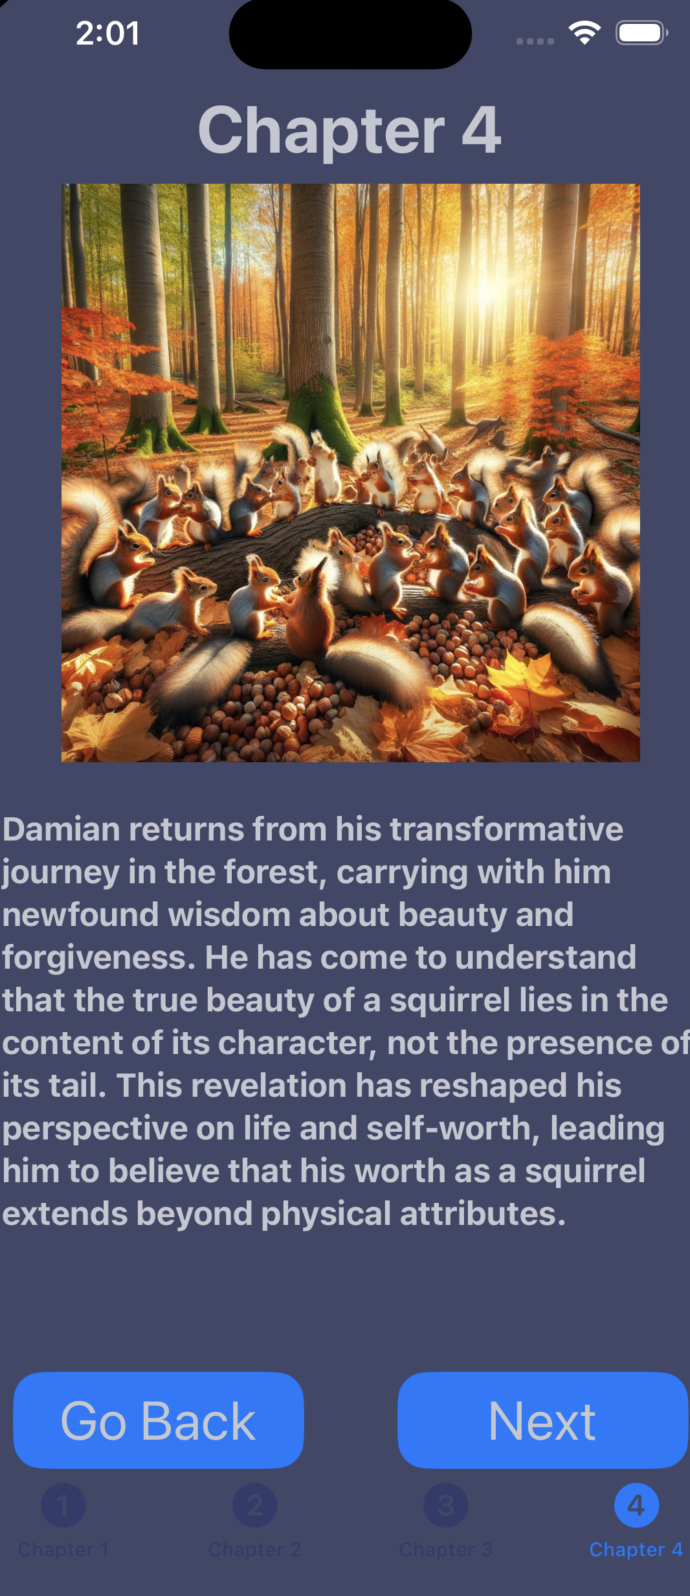 2:01
Chapter 4
Damian returns from his transformative
journey in the forest, carrying with him
newfound wisdom about beauty and
forgiveness. He has come to understand
that the true beauty of a squirrel lies in the
content of its character, not the presence of
its tail. This revelation has reshaped his
perspective on life and self-worth, leading
him to believe that his worth as a squirrel
extends beyond physical attributes.
Go Back Next
1 2 3 4
Chapter 1 Chapter 2 Chapter 3 Chapter 4